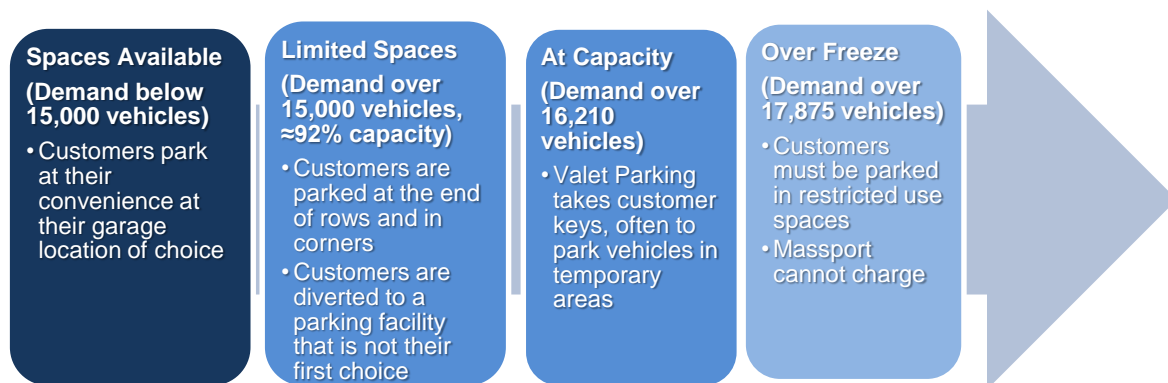 Spaces Available
(Demand below
15,000 vehicles)
• Customers park
at their
convenience at
their garage
location of choice
Limited Spaces
(Demand over
15,000 vehicles,
≈92% capacity)
• Customers are
parked at the end
of rows and in
corners
• Customers are
diverted to a
parking facility
that is not their
first choice
At Capacity
(Demand over
16,210
vehicles)
• Valet Parking
takes customer
keys, often to
park vehicles in
temporary
areas
Over Freeze
(Demand over
17,875 vehicles)
• Customers
must be parked
in restricted use
spaces
• Massport
cannot charge